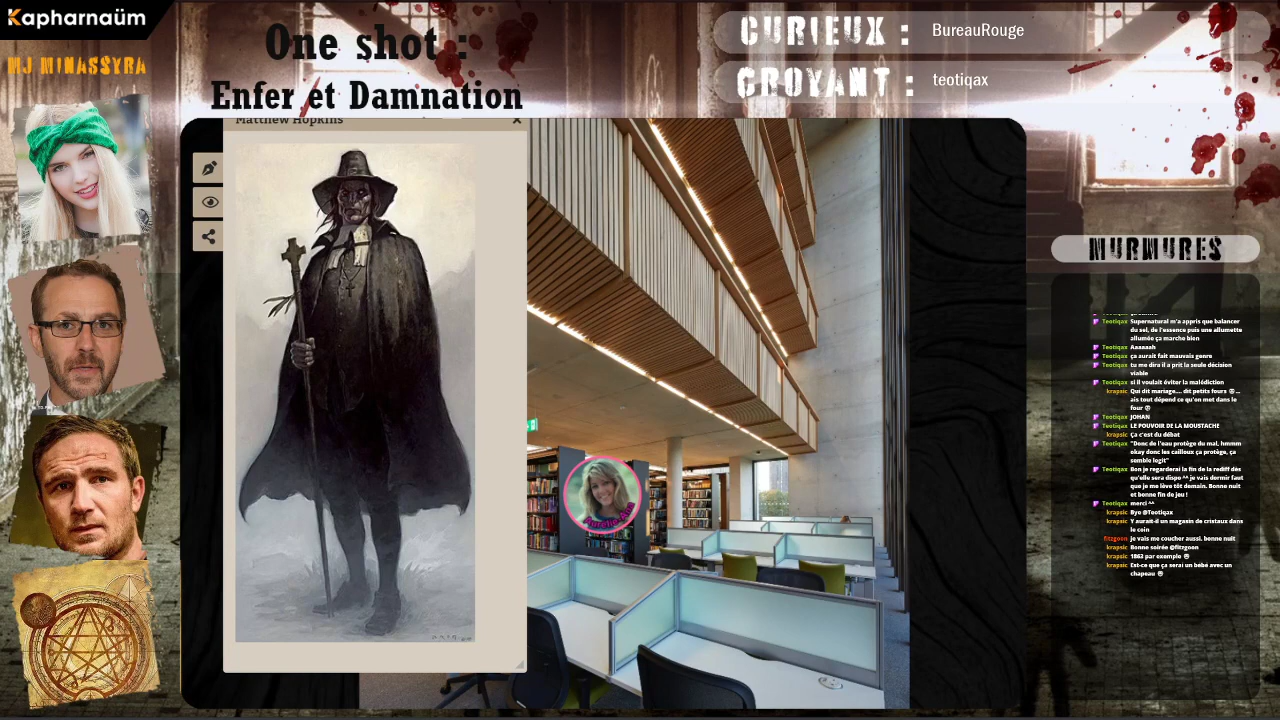 Kapharnaüm
MJ MINASSYRA
One shot :
Enfer et Damnation
CURIEUX : BureauRouge
CROYANT : teotiqax
Matthew Hopkins
MURMURES
Teotiqax Supernatural m'a appris que balancer
du sel, de l'essence puis une allumette
allumée ça marche bien
Teotiqax Aaaaaah
Teotiqax ça aurait fait mauvais genre
Teotiqax tu me dira il a prit la seule décision
viable
Teotiqax si il voulait éviter la malédiction
krapsic Qui dit mariage.... dit petits fours ...
ais tout dépend ce qu'on met dans le
four
Teotiqax JOHAN
Teotiqax LE POUVOIR DE LA MOUSTACHE
krapsic Ça c'est du débat
Teotiqax "Donc de l'eau protège du mal, hmmm
okay donc les cailloux ça protège, ça
semble legit"
Teotiqax Bon je regarderai la fin de la rediff dès
qu'elle sera dispo ^^ je vais dormir faut
que je me lève tôt demain. Bonne nuit
et bonne fin de jeu !
Teotiqax merci ^^
krapsic Bye @Teotiqax
krapsic Y aurait-il un magasin de cristaux dans
le coin
fitzgoon Je vais me coucher aussi. bonne nuit
krapsic Bonne soirée @fitzgoon
krapsic 1862 par exemple
krapsic Est-ce que ça serai un bébé avec un
chapeau